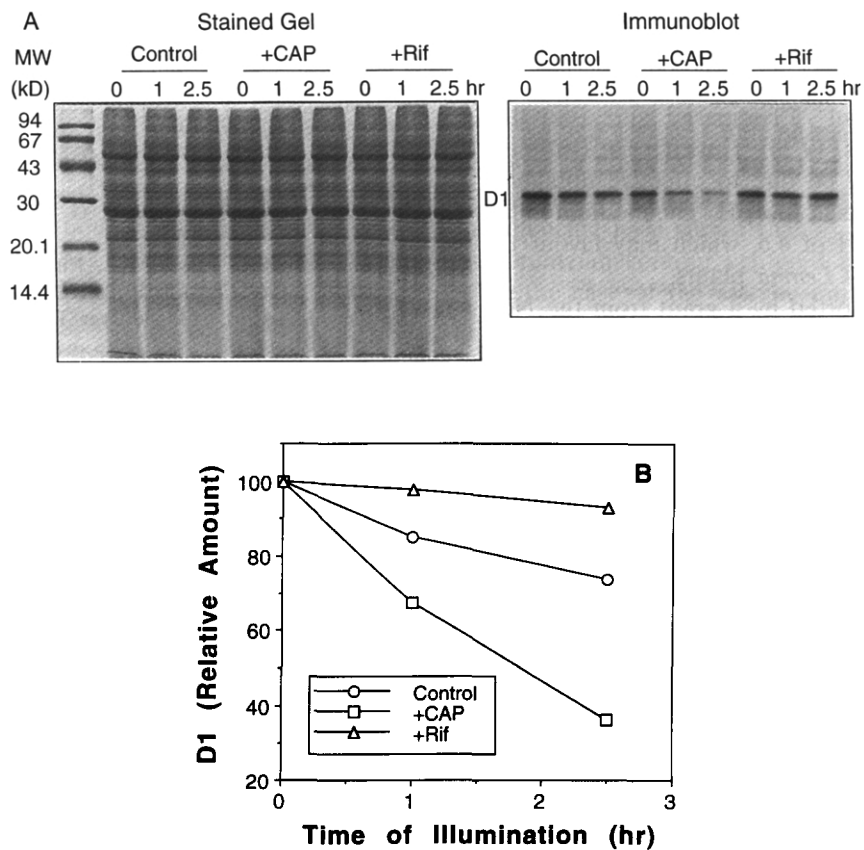 A
Stained Gel
Immunoblot
MW
(kD)
Control +CAP +Rif
0 1 2.5 0 1 2.5 0 1 2.5 hr
Control +CAP +Rif
0 1 2.5 0 1 2.5 0 1 2.5 hr
94
67
43
30
20.1
14.4
D1
B
D1 (Relative Amount)
100
80
60
40
20
Control
+CAP
+Rif
0 1 2 3
Time of Illumination (hr)